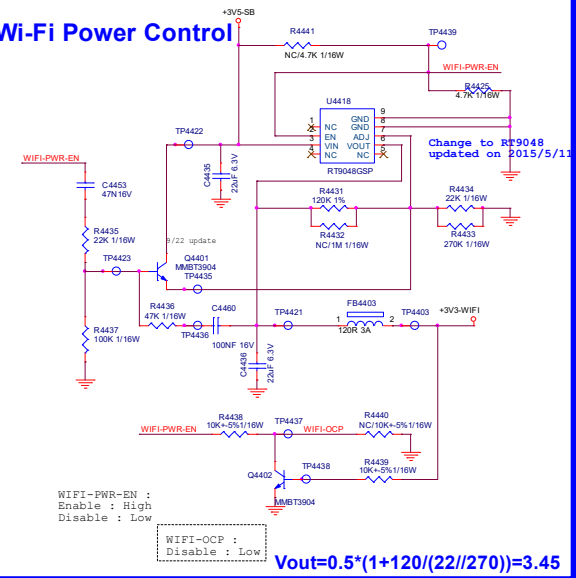 Wi-Fi Power Control
+3V5-SB
R4441
NC/4.7K 1/16W
TP4439
WIFI-PWR-EN
R4425
4.7K 1/16W
U4418
1 NC
2 EN
3 VIN
4 NC
GND 9
GND 8
ADJ 7
VOUT 6
NC 5
RT9048GSP
Change to RT9048
updated on 2015/5/11
TP4422
C4435
22uF 6.3V
WIFI-PWR-EN
C4453
47N16V
R4435
22K 1/16W
TP4423
9/22 update
Q4401
MMBT3904
TP4435
R4431
120K 1%
R4432
NC/1M 1/16W
R4434
22K 1/16W
R4433
270K 1/16W
R4437
100K 1/16W
R4436
47K 1/16W
TP4436
C4460
100NF 16V
TP4421
C4436
22uF 6.3V
FB4403
1 2
120R 3A
TP4403
+3V3-WIFI
WIFI-PWR-EN
R4438
10K+-5%1/16W
TP4437
WIFI-OCP
R4440
NC/10K+-5%1/16W
Q4402
MMBT3904
TP4438
R4439
10K+-5%1/16W
WIFI-PWR-EN :
Enable : High
Disable : Low
WIFI-OCP :
Disable : Low
Vout=0.5*(1+120/(22//270))=3.45